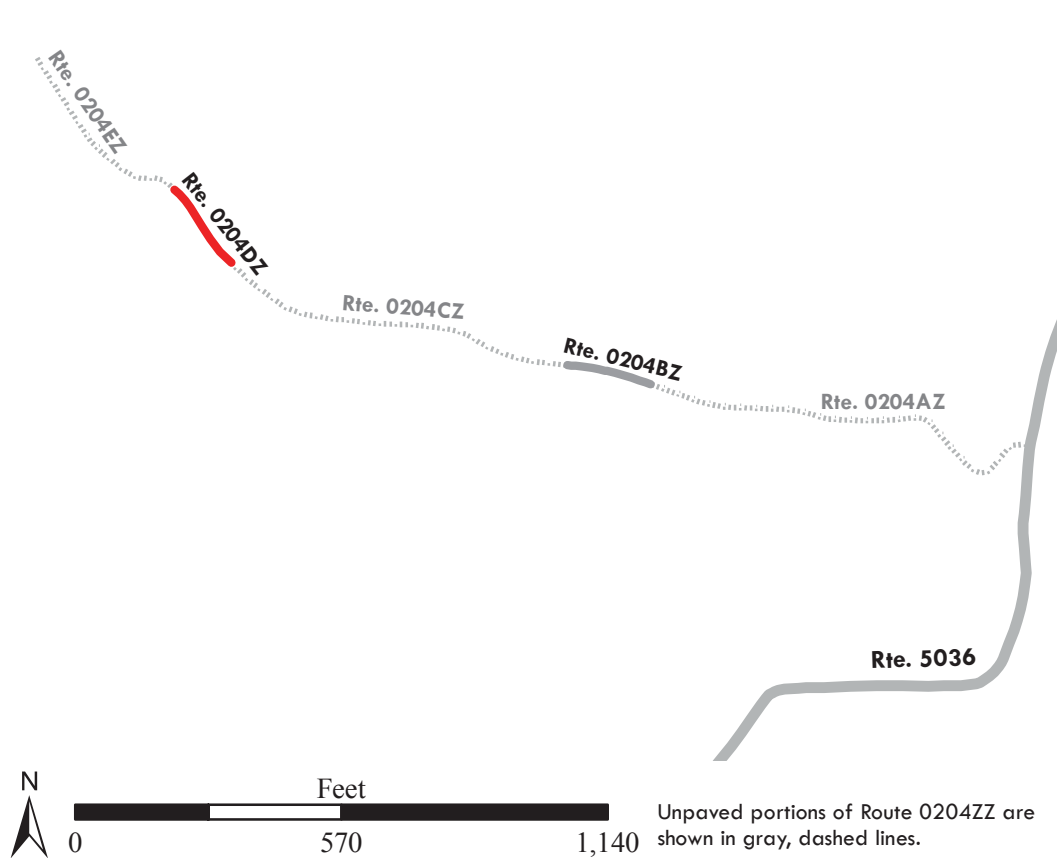 Rte. 0204EZ
Rte. 0204DZ
Rte. 0204CZ
Rte. 0204BZ
Rte. 0204AZ
Rte. 5036
N
Feet
0 570 1,140
Unpaved portions of Route 0204ZZ are
shown in gray, dashed lines.